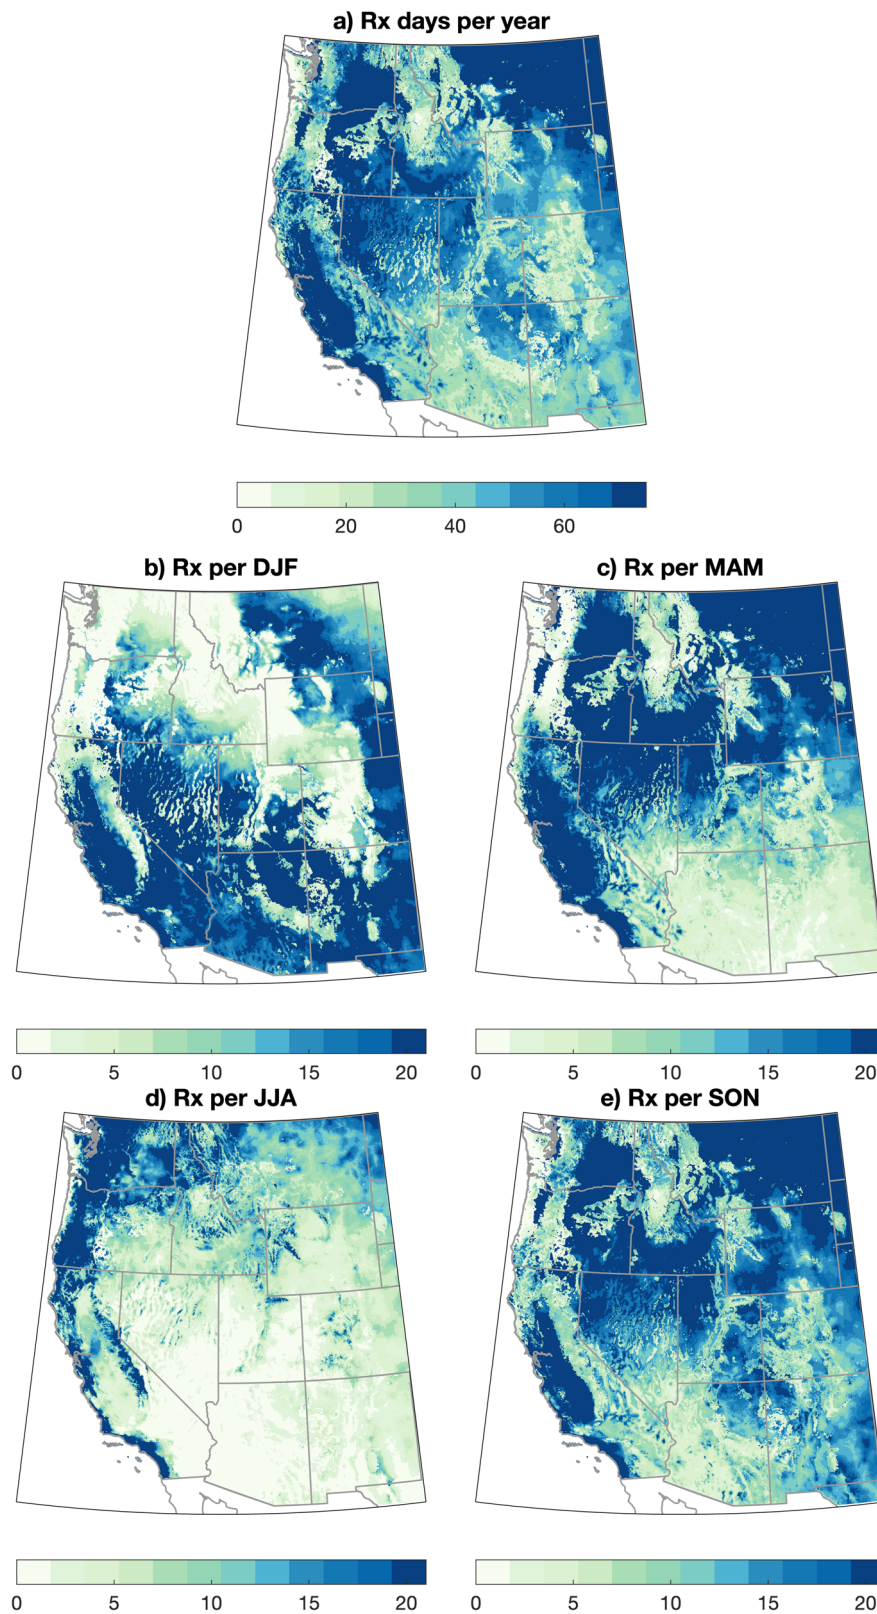 a) Rx days per year
0 20 40 60
b) Rx per DJF
c) Rx per MAM
0 5 10 15 20
0 5 10 15 20
d) Rx per JJA
e) Rx per SON
0 5 10 15 20
0 5 10 15 20